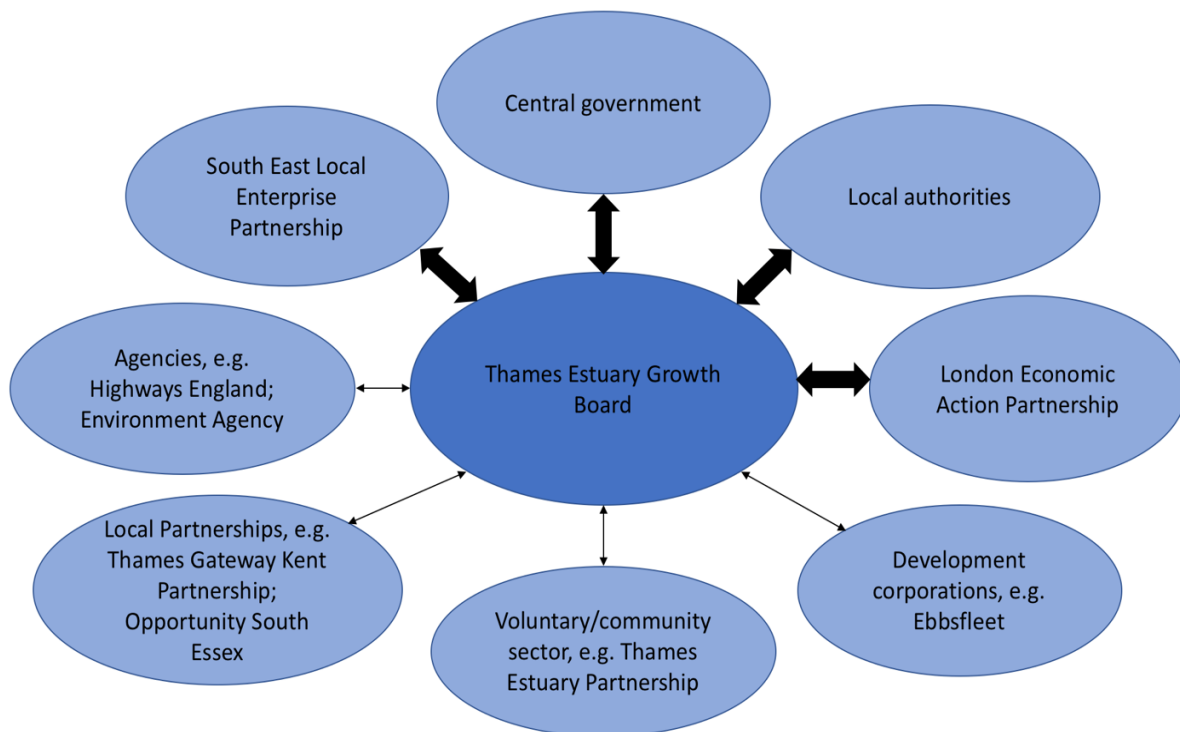 Central government
South East Local
Enterprise
Partnership
Local authorities
Agencies, e.g.
Highways England;
Environment Agency
Thames Estuary Growth
Board
London Economic
Action Partnership
Local Partnerships, e.g.
Thames Gateway Kent
Partnership;
Opportunity South
Essex
Voluntary/community
sector, e.g. Thames
Estuary Partnership
Development
corporations, e.g.
Ebbsfleet